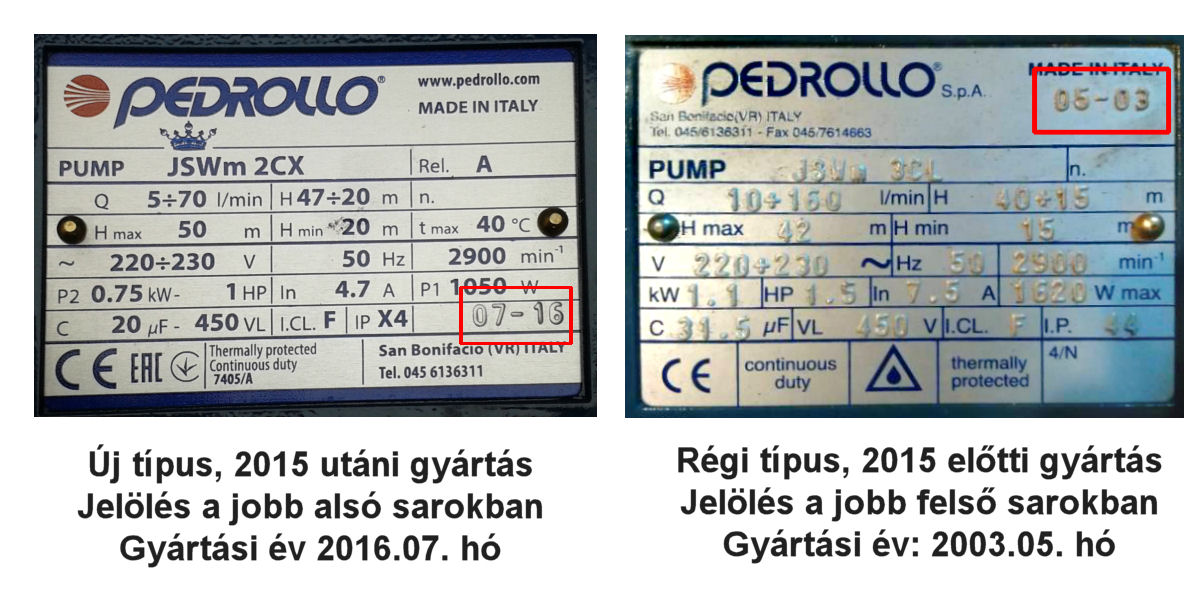 PEDROLLO®
www.pedrollo.com
MADE IN ITALY
PUMP JSWm 2CX Rel. A
Q 5÷70 l/min H 47÷20 m n.
H max 50 m H min 20 m t max 40 °C
~ 220÷230 V 50 Hz 2900 min⁻¹
P2 0.75 kW- 1 HP In 4.7 A P1 1050 W
C 20 µF - 450 VL I.CL. F IP X4 07-16
CE EAC
Thermally protected
Continuous duty
7405/A
San Bonifacio (VR) ITALY
Tel. 045 6136311
PEDROLLO® S.p.A.
MADE IN ITALY
05-03
San Bonifacio(VR) ITALY
Tel. 045/6136311 - Fax 045/7614663
PUMP JSWm 3CL n.
Q 10÷160 l/min H 40÷15 m
H max 42 m H min 15 m
V 220÷230 ~ Hz 50 2900 min⁻¹
kW 1.1 HP 1.5 In 7.5 A 1620 W max
C 31.5 µF VL 450 V I.CL. F I.P. 44
CE
continuous
duty
thermally
protected
4/N
Új típus, 2015 utáni gyártás
Jelölés a jobb alsó sarokban
Gyártási év 2016.07. hó
Régi típus, 2015 előtti gyártás
Jelölés a jobb felső sarokban
Gyártási év: 2003.05. hó